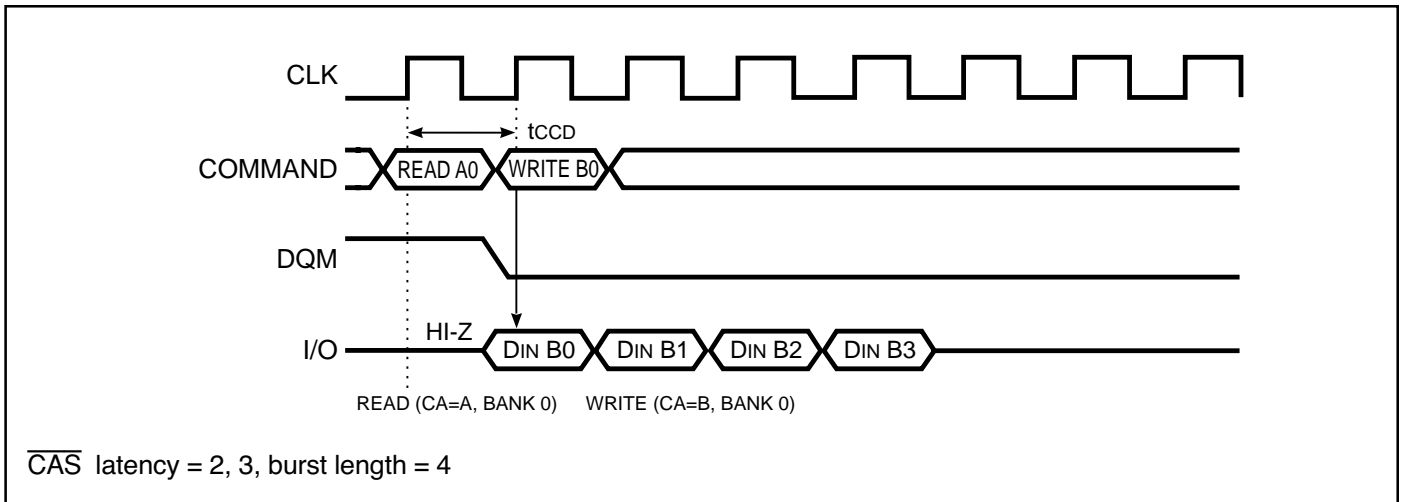 CLK
tCCD
COMMAND READ A0 WRITE B0
DQM
HI-Z
I/O DIN B0 DIN B1 DIN B2 DIN B3
READ (CA=A, BANK 0) WRITE (CA=B, BANK 0)
CAS latency = 2, 3, burst length = 4